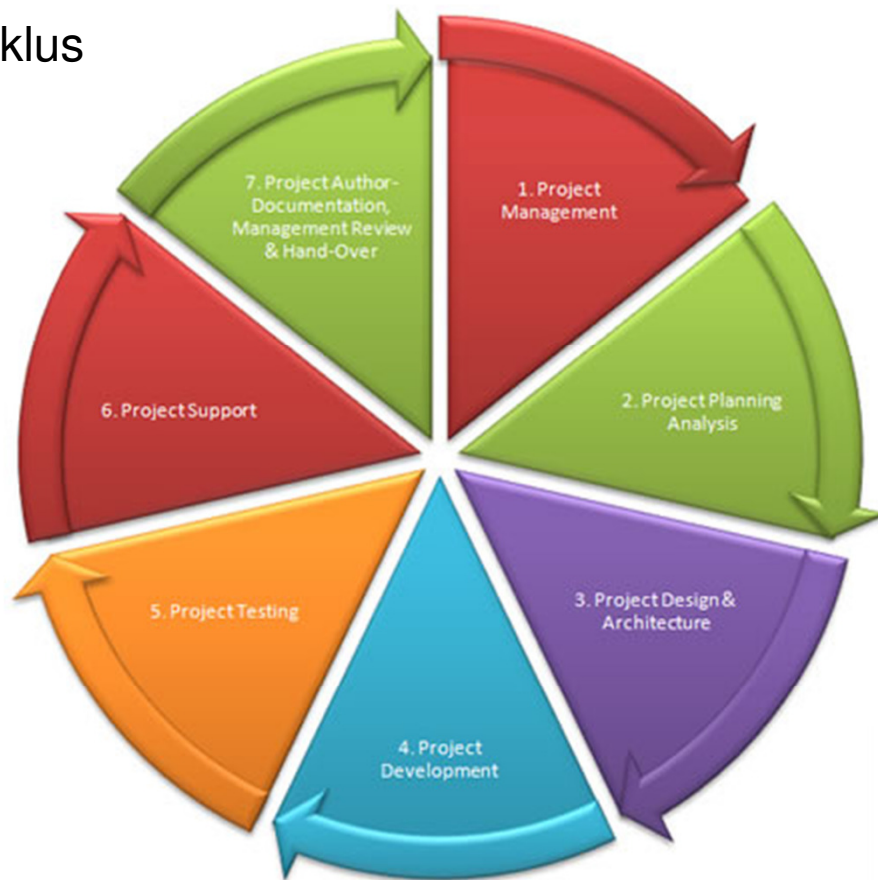 klus
1. Project
Management
2. Project Planning
Analysis
3. Project Design &
Architecture
4. Project
Development
5. Project Testing
6. Project Support
7. Project Author-
Documentation,
Management Review
& Hand-Over